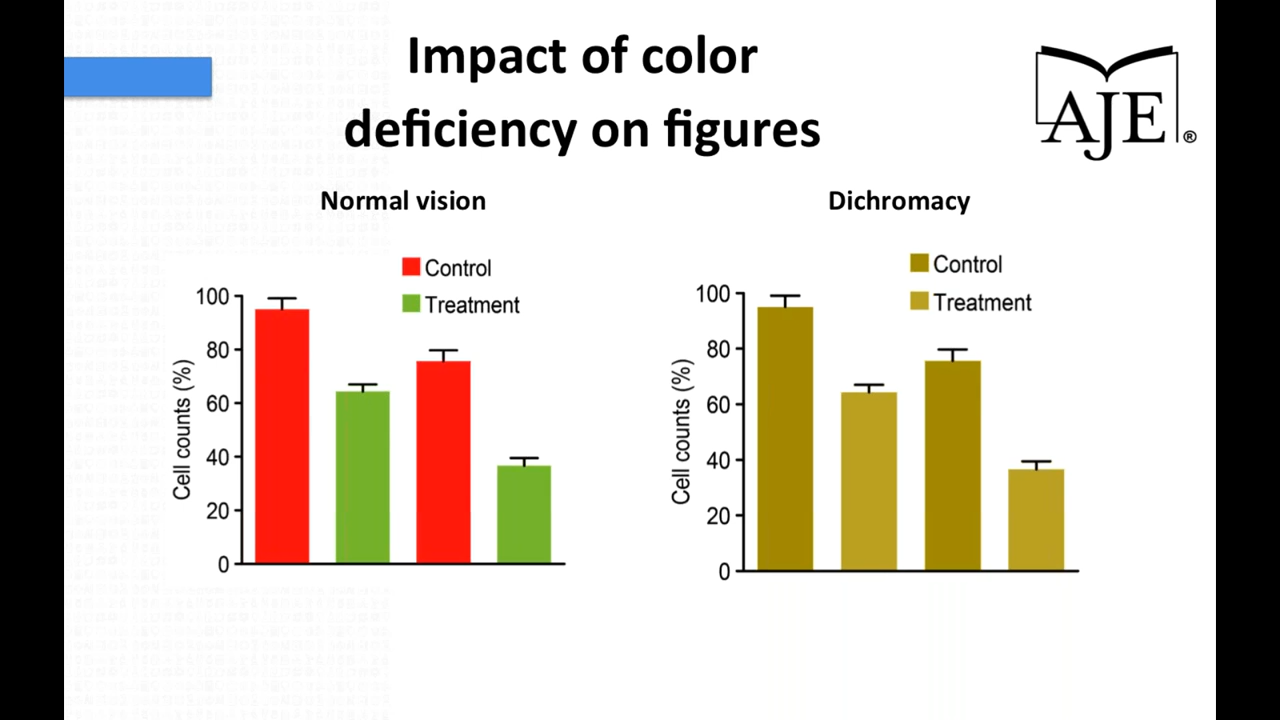 Impact of color
deficiency on figures
AJE®
Normal vision
Control
Treatment
Cell counts (%)
100
80
60
40
20
0
Dichromacy
Control
Treatment
Cell counts (%)
100
80
60
40
20
0